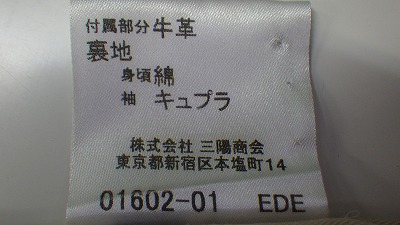 付属部分 牛革
裏地
身頃 綿
袖 キュプラ
株式会社 三陽商会
東京都新宿区本塩町14
01602-01 EDE